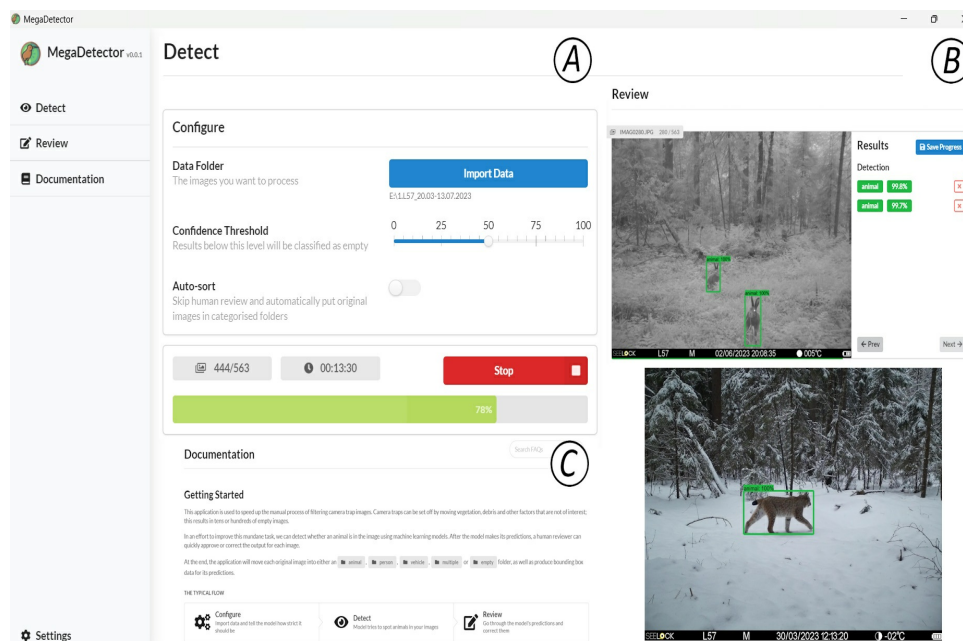 MegaDetector
MegaDetector v0.0.1
Detect
Review
Documentation
Settings
Detect
A
Configure
Data Folder
The images you want to process
Import Data
E:\1.L57_20.03-13.07.2023
Confidence Threshold
Results below this level will be classified as empty
0 25 50 75 100
Auto-sort
Skip human review and automatically put original
images in categorised folders
444/563
00:13:30
Stop
78%
Documentation
Search FAQs
C
Getting Started
This application is used to speed up the manual process of filtering camera trap images. Camera traps can be set off by moving vegetation, debris and other factors that are not of interest;
this results in tens or hundreds of empty images.
In an effort to improve this mundane task, we can detect whether an animal is in the image using machine learning models. After the model makes its predictions, a human reviewer can
quickly approve or correct the output for each image.
At the end, the application will move each original image into either an animal, person, vehicle, multiple or empty folder, as well as produce bounding box
data for its predictions.
THE TYPICAL FLOW
Configure
Import data and tell the model how strict it
should be
Detect
Model tries to spot animals in your images
Review
Go through the model's predictions and
correct them
B
Review
IMAG0280.JPG 280/563
animal: 100%
animal: 100%
SEELOCK L57 M 02/06/2023 20:08:35 005°C
Results
Save Progress
Detection
animal 99.8% X
animal 99.7% X
← Prev
Next →
animal: 100%
SEELOCK L57 M 30/03/2023 12:13:20 -02°C